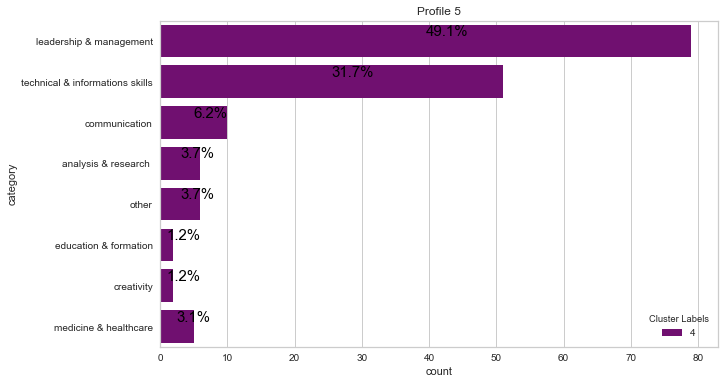 Profile 5
category
leadership & management
49.1%
technical & informations skills
31.7%
communication
6.2%
analysis & research
3.7%
other
3.7%
education & formation
1.2%
creativity
1.2%
medicine & healthcare
3.1%
Cluster Labels
4
0 10 20 30 40 50 60 70 80
count